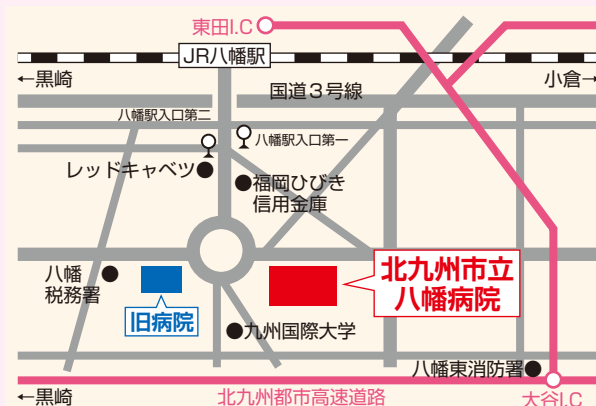 東田I.C
JR八幡駅
←黒崎
小倉→
国道3号線
八幡駅入口第二
八幡駅入口第一
レッドキャベツ
福岡ひびき
信用金庫
北九州市立
八幡病院
八幡
税務署
旧病院
九州国際大学
八幡東消防署
←黒崎
北九州都市高速道路
大谷I.C